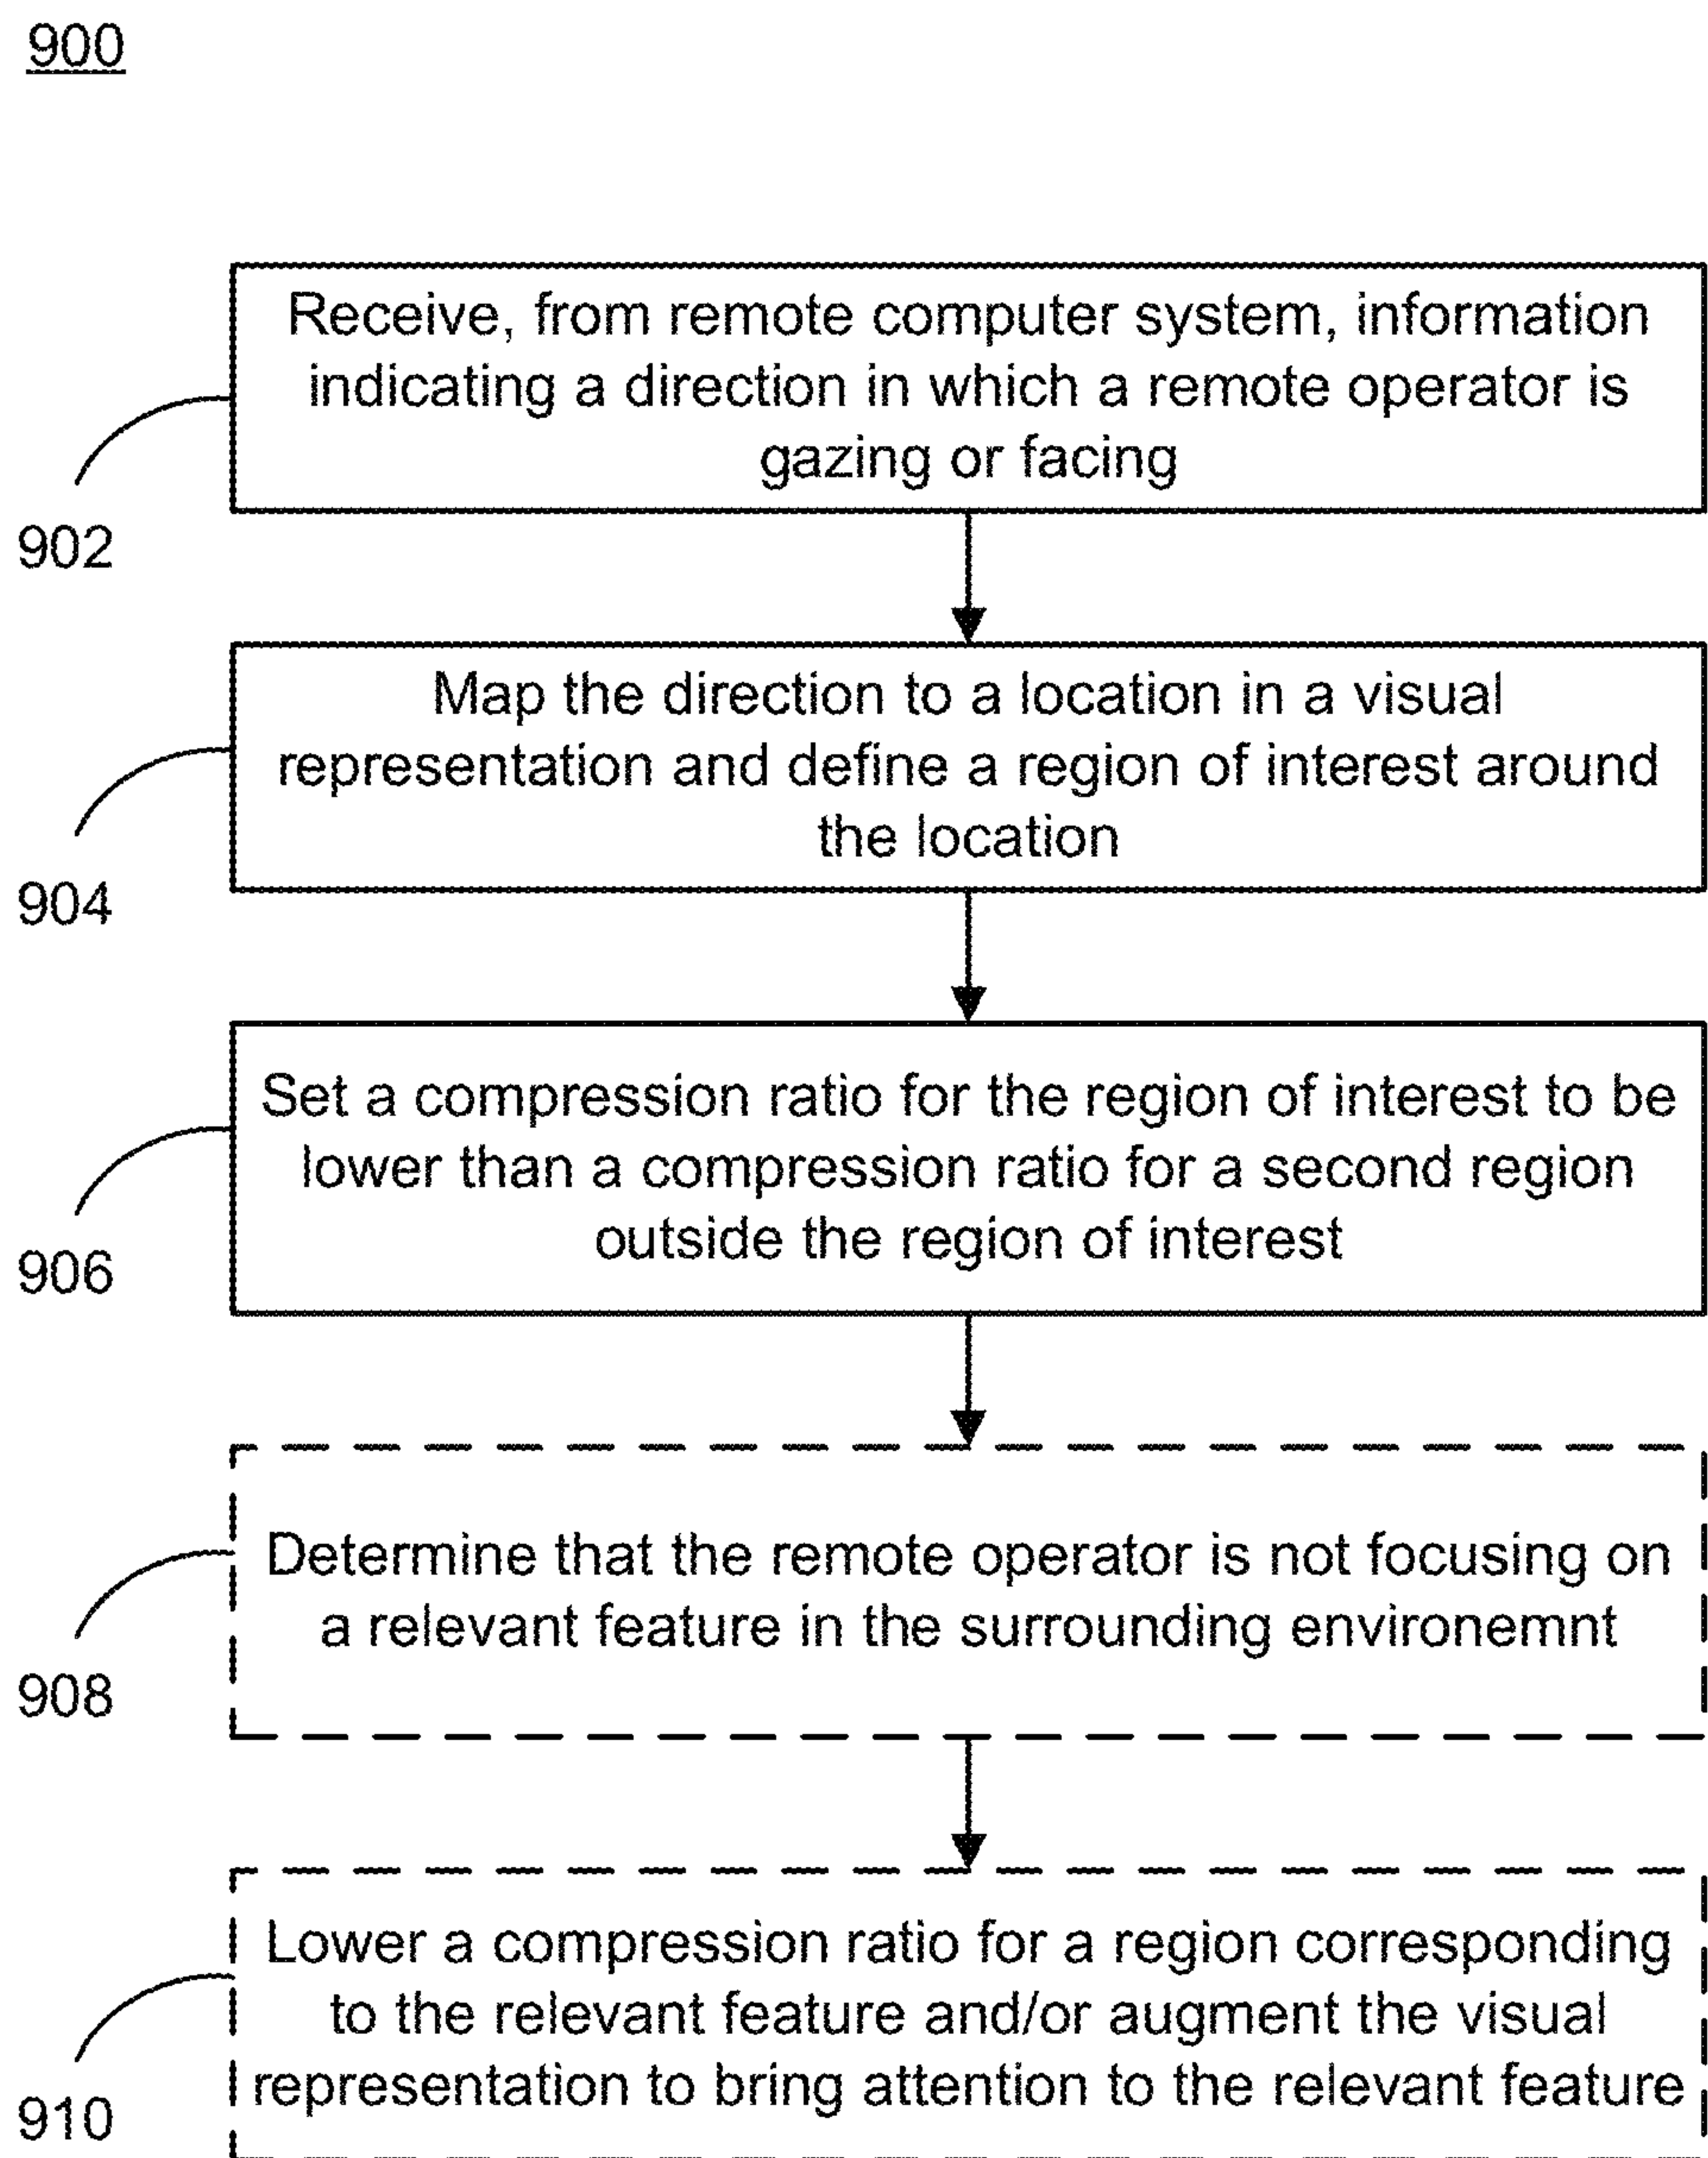 900
Receive, from remote computer system, information
indicating a direction in which a remote operator is
gazing or facing
902
Map the direction to a location in a visual
representation and define a region of interest around
the location
904
Set a compression ratio for the region of interest to be
lower than a compression ratio for a second region
outside the region of interest
906
Determine that the remote operator is not focusing on
a relevant feature in the surrounding environemnt
908
Lower a compression ratio for a region corresponding
to the relevant feature and/or augment the visual
representation to bring attention to the relevant feature
910